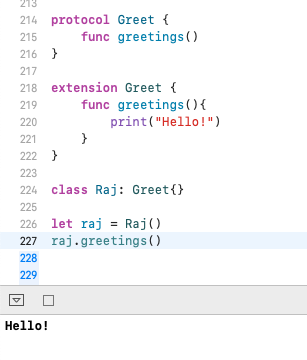 213
214 protocol Greet {
215     func greetings()
216 }
217
218 extension Greet {
219     func greetings(){
220         print("Hello!")
221     }
222 }
223
224 class Raj: Greet{}
225
226 let raj = Raj()
227 raj.greetings()
228
229
Hello!